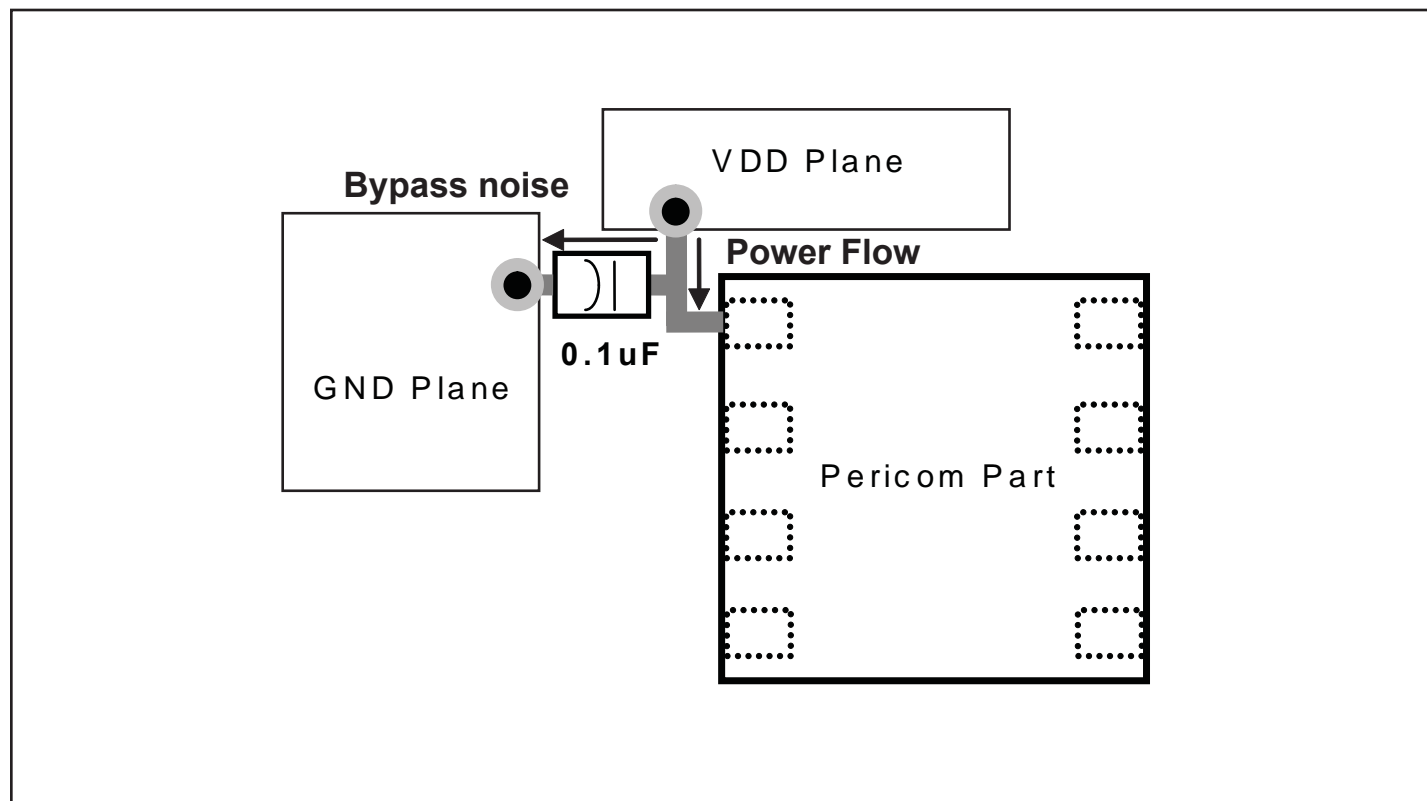 VDD Plane
Bypass noise
Power Flow
0.1uF
GND Plane
Pericom Part